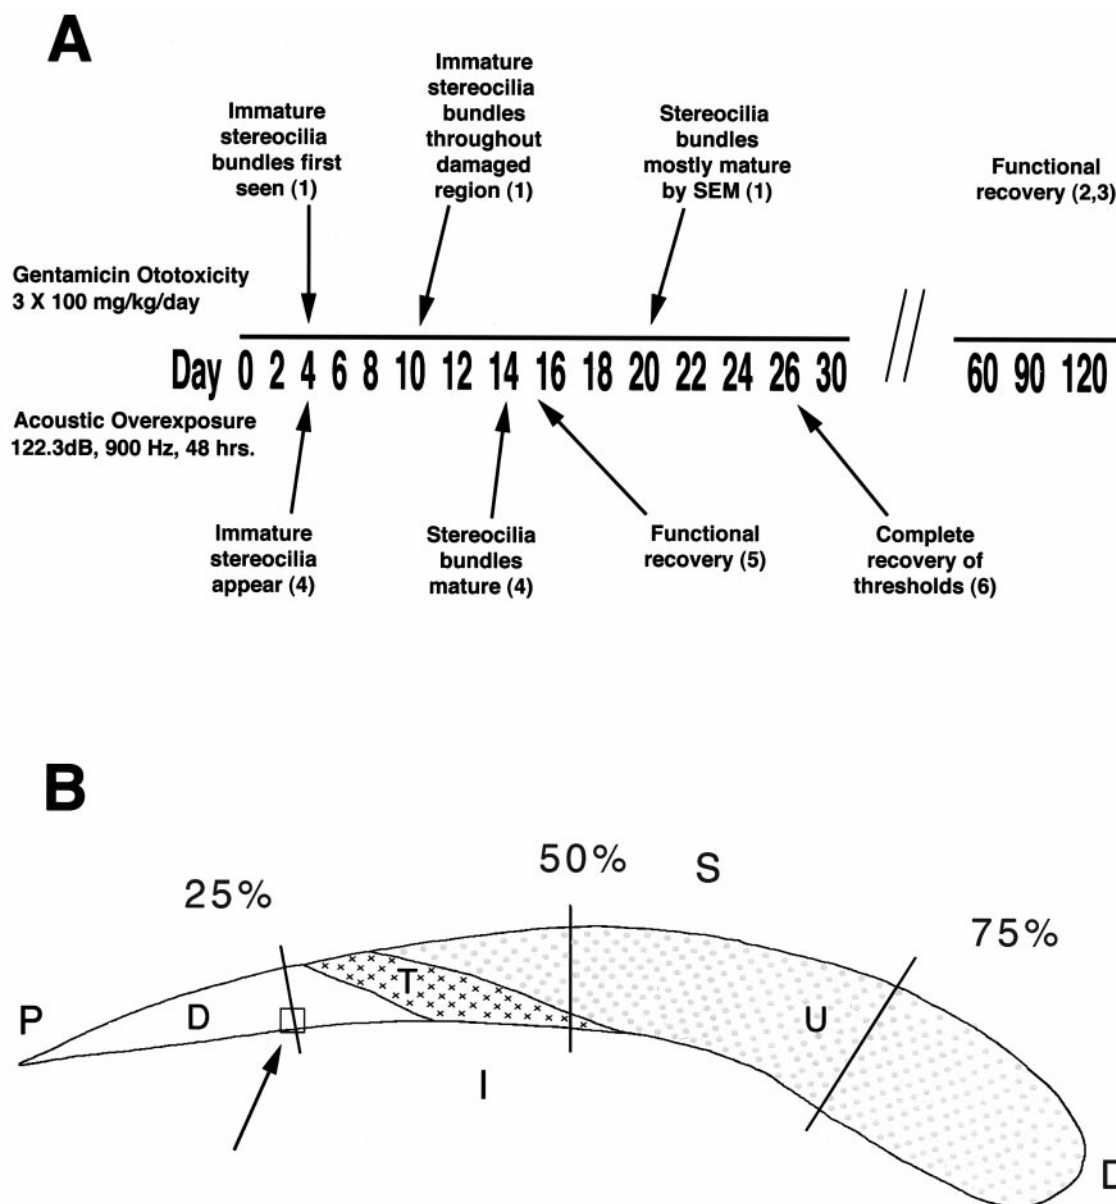 A
Immature
stereocilia
bundles first
seen (1)
Immature
stereocilia
bundles
throughout
damaged
region (1)
Stereocilia
bundles
mostly mature
by SEM (1)
Functional
recovery (2,3)
Gentamicin Ototoxicity
3 X 100 mg/kg/day
Day 0 2 4 6 8 10 12 14 16 18 20 22 24 26 30 60 90 120
Acoustic Overexposure
122.3dB, 900 Hz, 48 hrs.
Immature
stereocilia
appear (4)
Stereocilia
bundles
mature (4)
Functional
recovery (5)
Complete
recovery of
thresholds (6)
B
25%
50%
S
75%
P
D
T
U
I
D